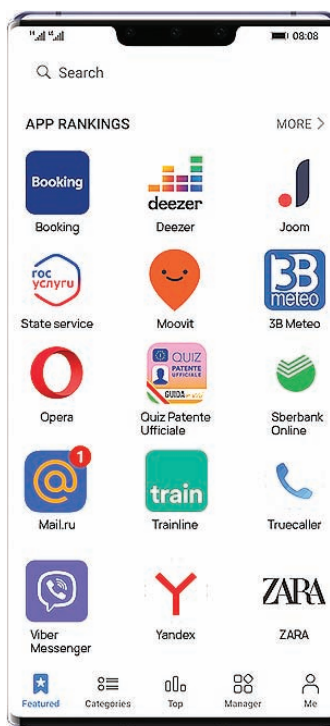 08:08
Search
APP RANKINGS
MORE >
Booking
deezer
Booking
Deezer
Joom
гос
услуги
3B
meteo
State service
Moovit
3B Meteo
QUIZ
PATENTE
UFFICIALE
GUIDA
Opera
Quiz Patente
Ufficiale
Sberbank
Online
@
1
train
Mail.ru
Trainline
Truecaller
Y
ZARA
Viber
Messenger
Yandex
ZARA
Featured
Categories
Top
Manager
Me